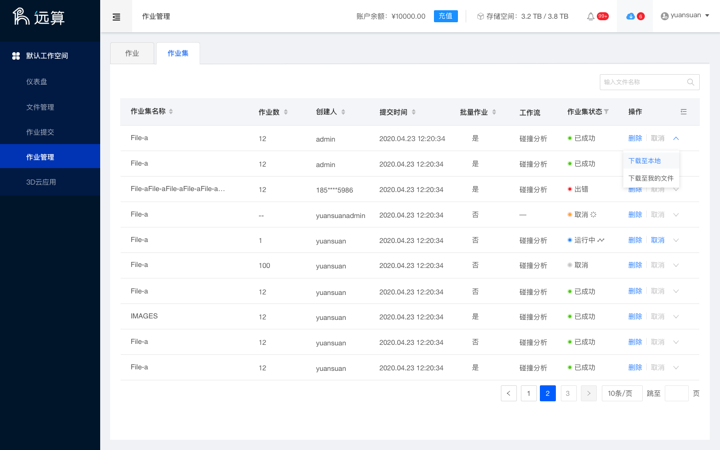 远算
作业管理
账户余额：¥10000.00 充值 存储空间：3.2 TB / 3.8 TB 99+ 6 yuansuan
默认工作空间
仪表盘
文件管理
作业提交
作业管理
3D云应用
作业 作业集
输入文件名称
作业集名称 作业数 创建人 提交时间 批量作业 工作流 作业集状态 操作
File-a 12 admin 2020.04.23 12:20:34 是 碰撞分析 已成功 删除 取消
File-a 12 admin 2020.04.23 12:20:34 是 碰撞分析 已成功
下载至本地
下载至我的文件
File-aFile-aFile-aFile-aFile-a… 12 185****5986 2020.04.23 12:20:34 是 碰撞分析 出错 删除 取消
File-a -- yuansuanadmin 2020.04.23 12:20:34 否 — 取消 删除 取消
File-a 1 yuansuan 2020.04.23 12:20:34 否 碰撞分析 运行中 删除 取消
File-a 100 yuansuan 2020.04.23 12:20:34 否 碰撞分析 取消 删除 取消
File-a 12 yuansuan 2020.04.23 12:20:34 否 碰撞分析 已成功 删除 取消
IMAGES 12 yuansuan 2020.04.23 12:20:34 是 碰撞分析 已成功 删除 取消
File-a 12 yuansuan 2020.04.23 12:20:34 否 碰撞分析 已成功 删除 取消
File-a 12 yuansuan 2020.04.23 12:20:34 是 碰撞分析 已成功 删除 取消
1 2 3 10条/页 跳至 页